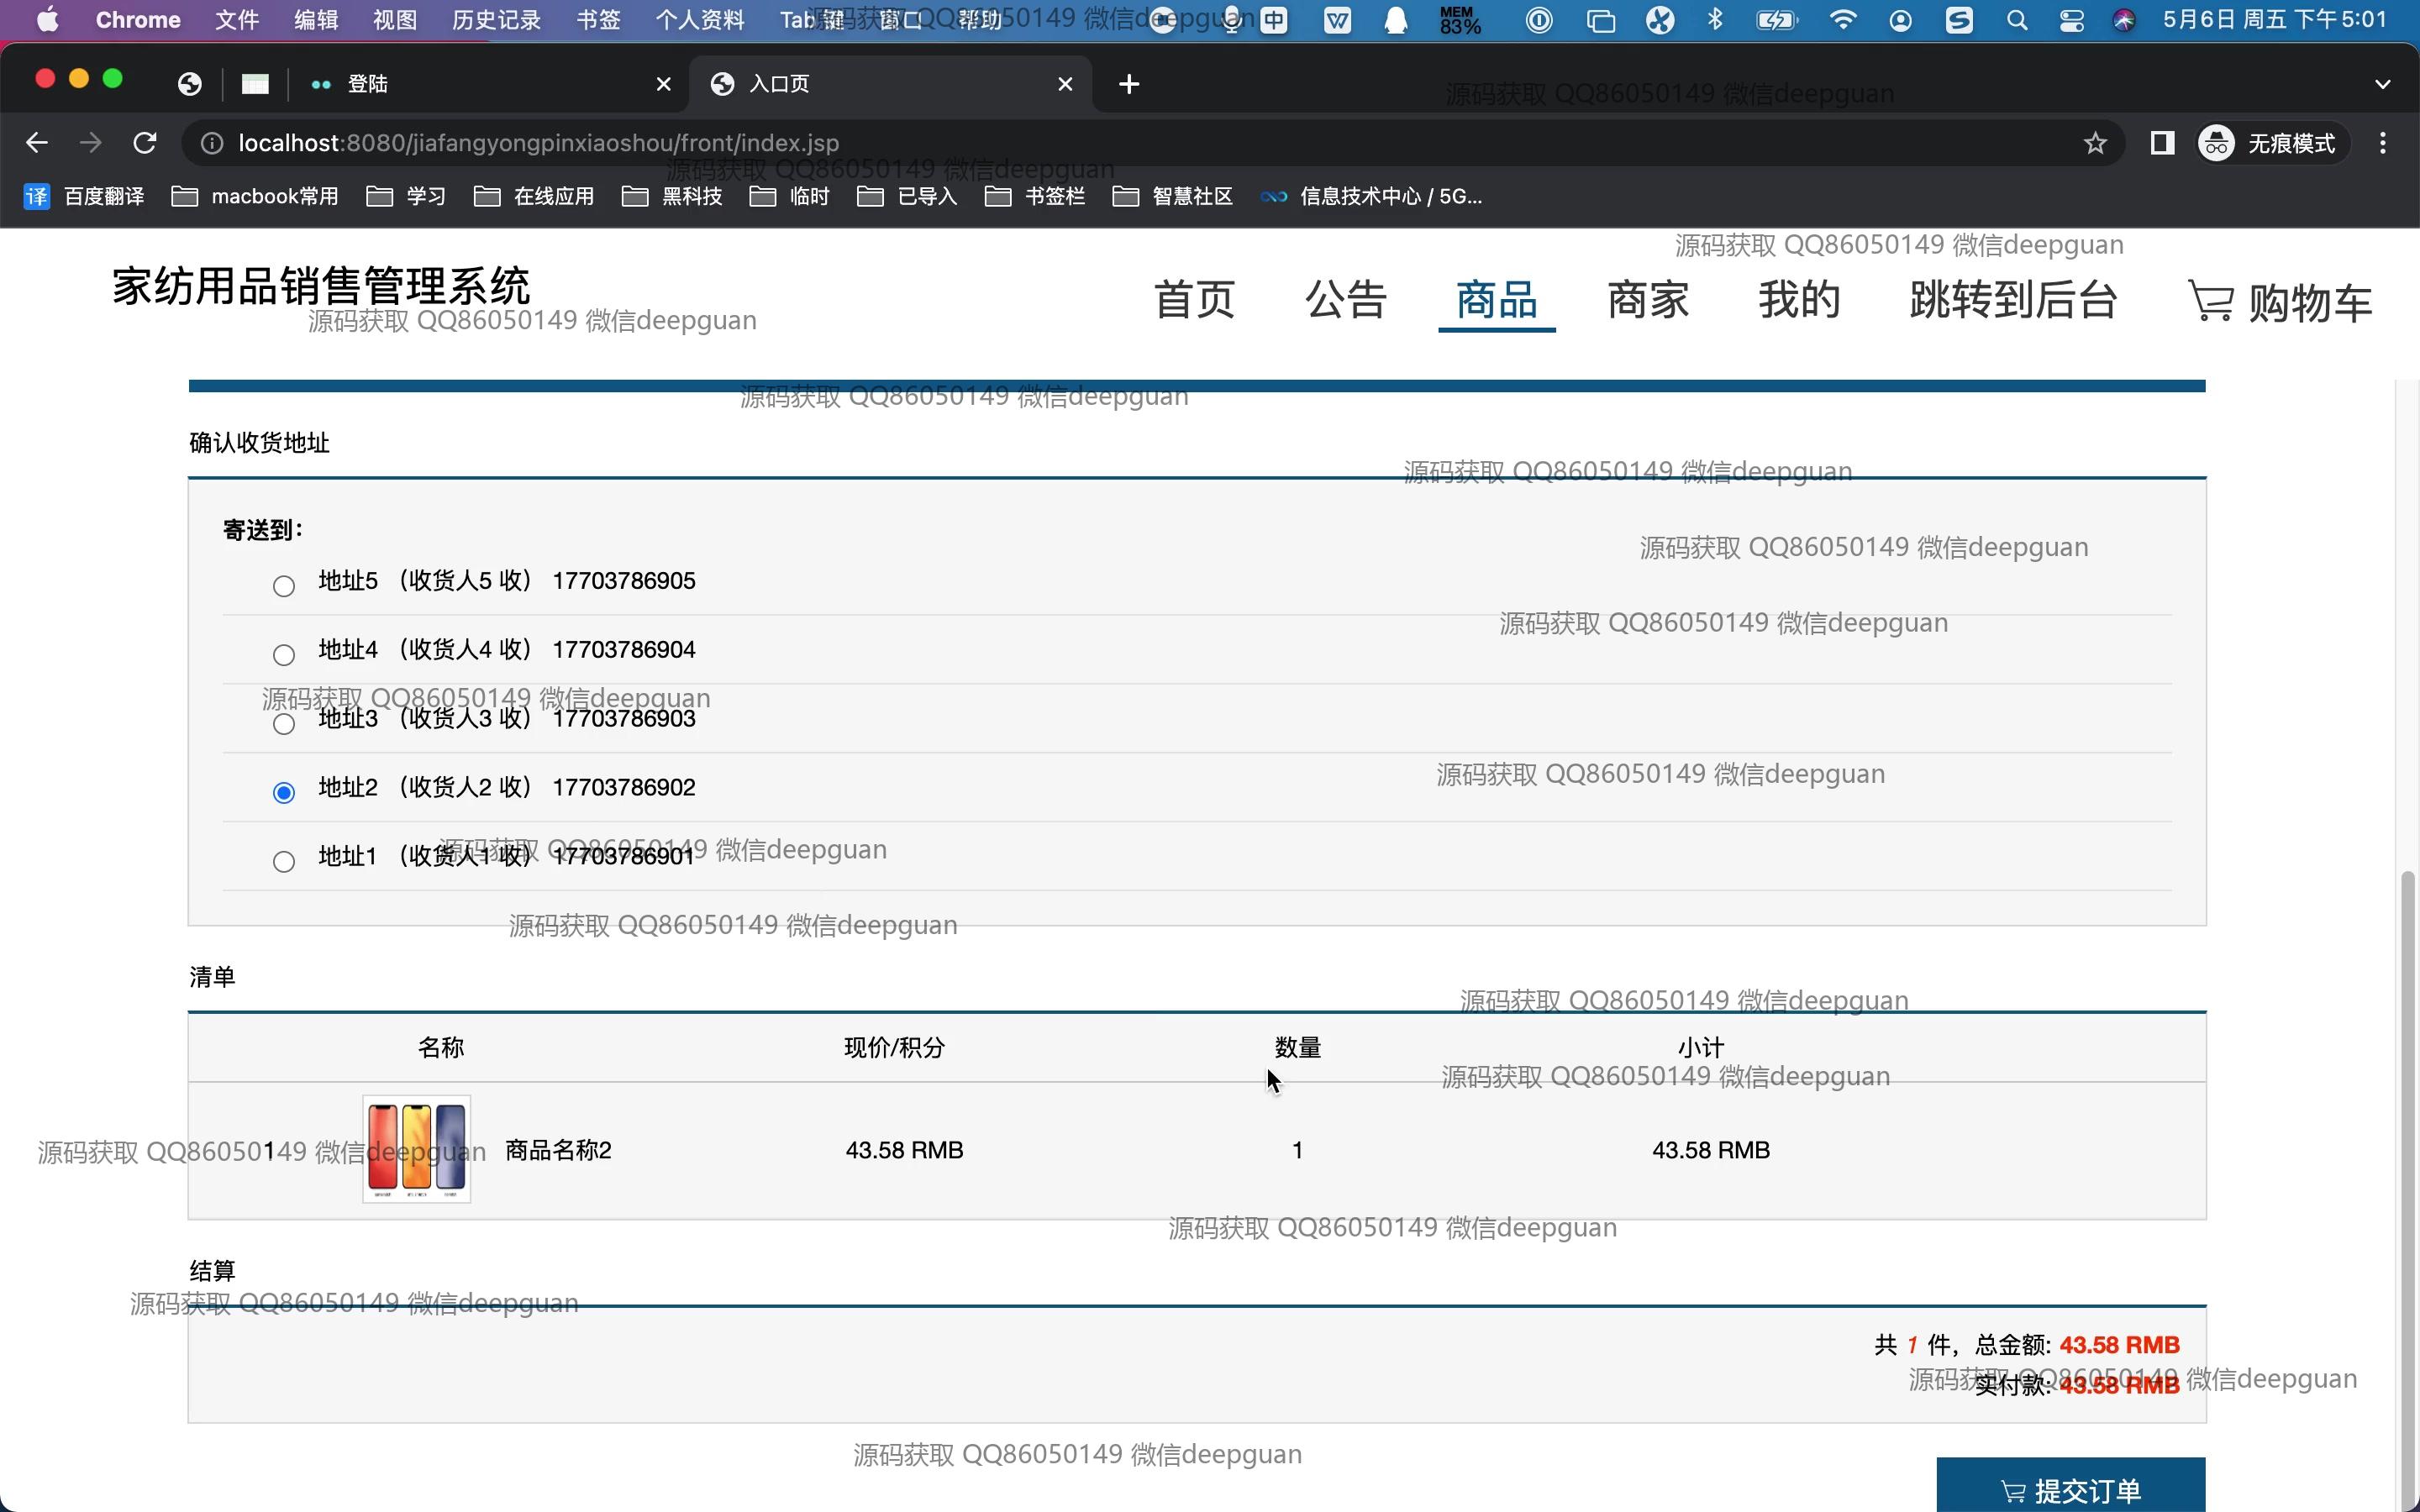 Chrome 文件 编辑 视图 历史记录 书签 个人资料 Tab 键 窗口 帮助 中 MEM 83% 5月6日 周五 下午5:01
源码获取 QQ86050149 微信deepguan
登陆 入口页
源码获取 QQ86050149 微信deepguan
localhost:8080/jiafangyongpinxiaoshou/front/index.jsp 无痕模式
源码获取 QQ86050149 微信deepguan
译 百度翻译 macbook常用 学习 在线应用 黑科技 临时 已导入 书签栏 智慧社区 信息技术中心 / 5G...
源码获取 QQ86050149 微信deepguan
家纺用品销售管理系统 首页 公告 商品 商家 我的 跳转到后台 购物车
源码获取 QQ86050149 微信deepguan
源码获取 QQ86050149 微信deepguan
确认收货地址
源码获取 QQ86050149 微信deepguan
寄送到：
源码获取 QQ86050149 微信deepguan
地址5 （收货人5 收） 17703786905
源码获取 QQ86050149 微信deepguan
地址4 （收货人4 收） 17703786904
源码获取 QQ86050149 微信deepguan
地址3 （收货人3 收） 17703786903
源码获取 QQ86050149 微信deepguan
地址2 （收货人2 收） 17703786902
源码获取 QQ86050149 微信deepguan
地址1 （收货人1 收） 17703786901
源码获取 QQ86050149 微信deepguan
清单
源码获取 QQ86050149 微信deepguan
名称 现价/积分 数量 小计
源码获取 QQ86050149 微信deepguan
1 商品名称2 43.58 RMB 1 43.58 RMB
源码获取 QQ86050149 微信deepguan
源码获取 QQ86050149 微信deepguan
结算
源码获取 QQ86050149 微信deepguan
共 1 件，总金额: 43.58 RMB
源码获取 QQ86050149 微信deepguan
实付款: 43.58 RMB
源码获取 QQ86050149 微信deepguan
提交订单